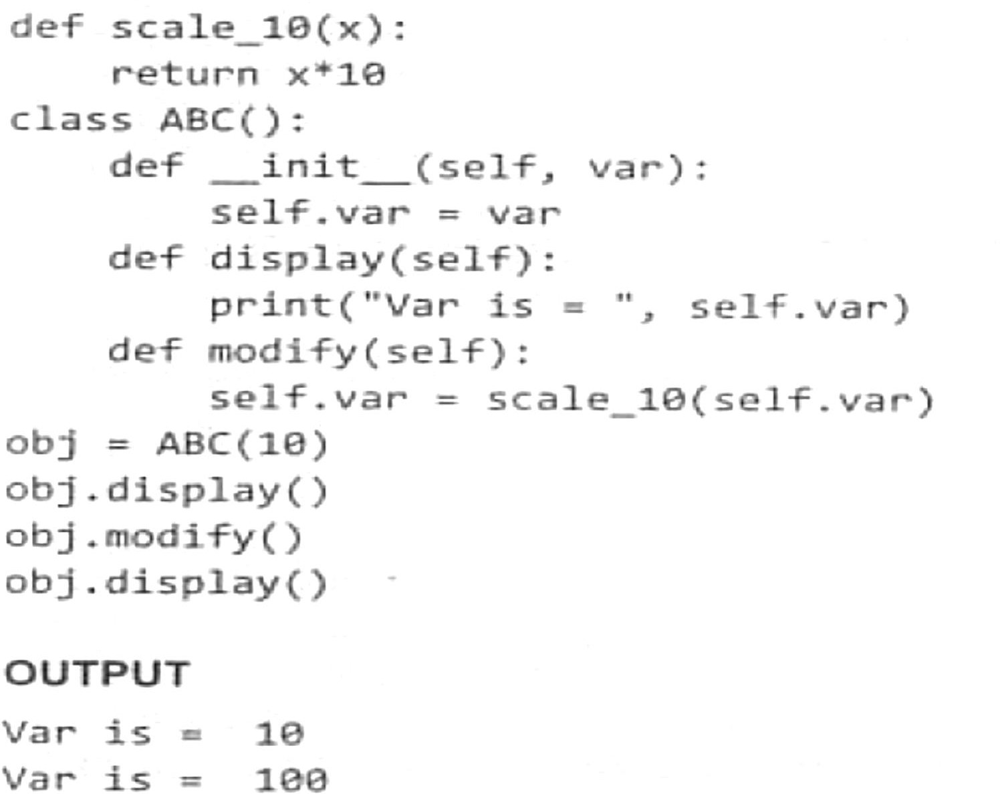 def scale_10(x):
    return x*10
class ABC():
    def __init__(self, var):
        self.var = var
    def display(self):
        print("Var is = ", self.var)
    def modify(self):
        self.var = scale_10(self.var)
obj = ABC(10)
obj.display()
obj.modify()
obj.display()
OUTPUT
Var is =  10
Var is =  100